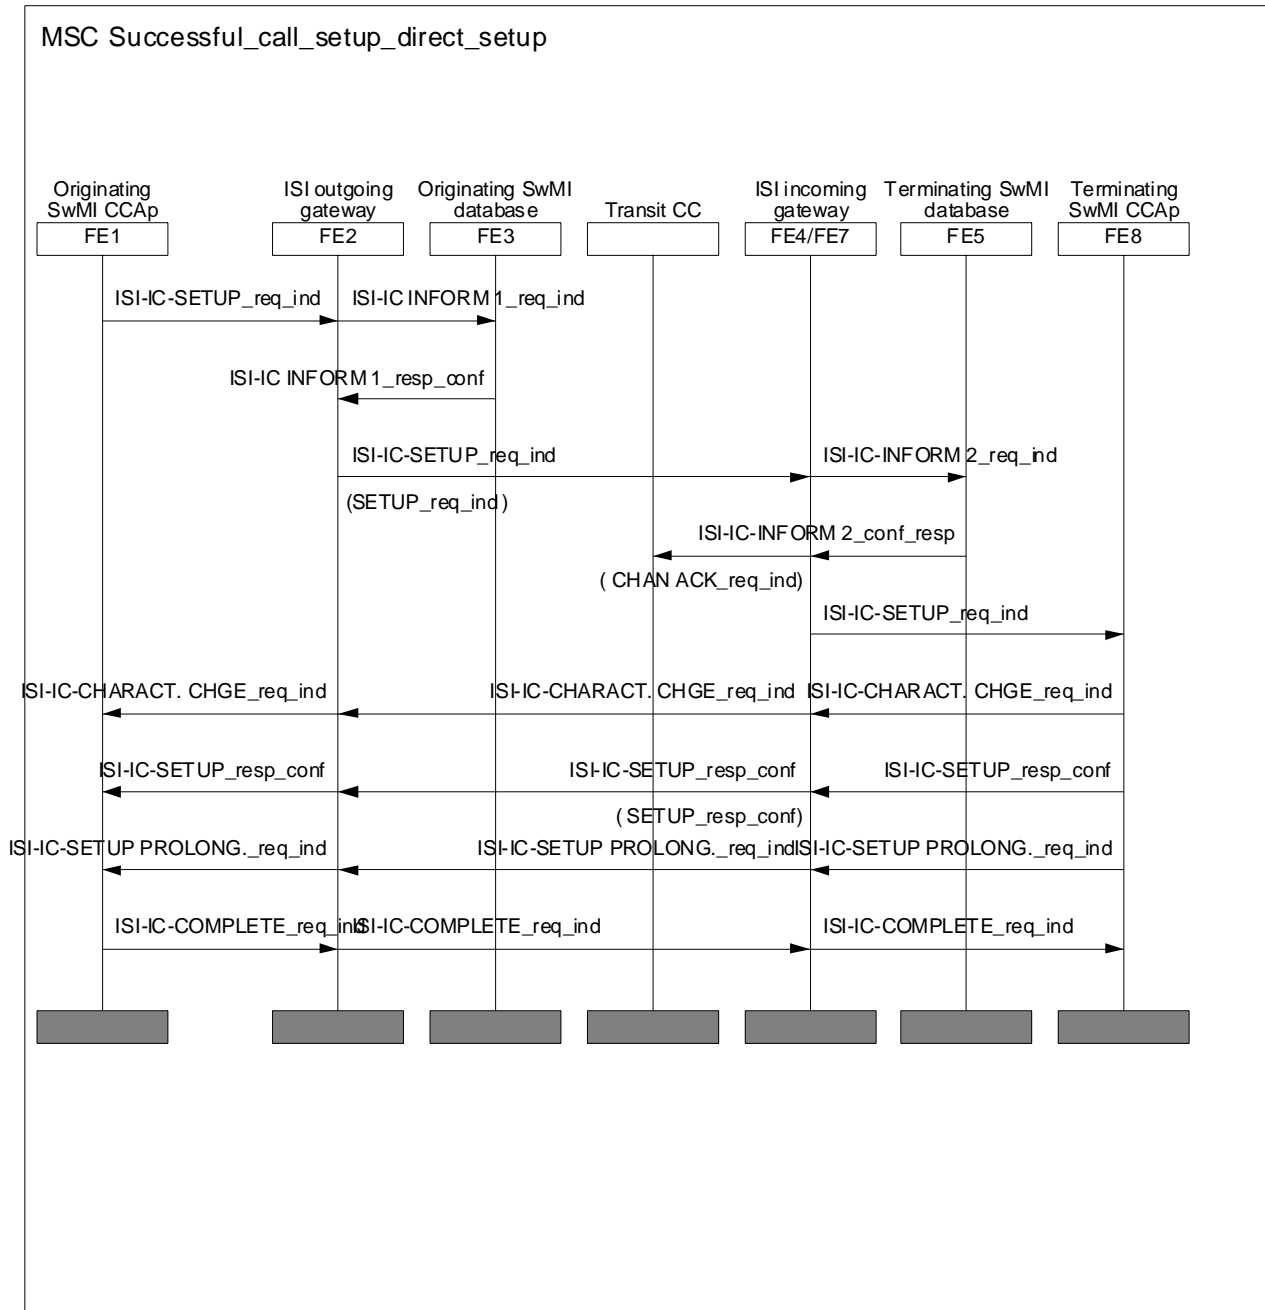 MSC Successful_call_setup_direct_setup
Originating
SwMI CCAp
ISI outgoing
gateway
Originating SwMI
database
Transit CC
ISI incoming
gateway
Terminating SwMI
database
Terminating
SwMI CCAp
FE1
FE2
FE3
FE4/FE7
FE5
FE8
ISI-IC-SETUP_req_ind
ISI-IC INFORM 1_req_ind
ISI-IC INFORM 1_resp_conf
ISI-IC-SETUP_req_ind
ISI-IC-INFORM 2_req_ind
(SETUP_req_ind )
ISI-IC-INFORM 2_conf_resp
( CHAN ACK_req_ind)
ISI-IC-SETUP_req_ind
ISI-IC-CHARACT. CHGE_req_ind
ISI-IC-CHARACT. CHGE_req_ind
ISI-IC-CHARACT. CHGE_req_ind
ISI-IC-SETUP_resp_conf
ISI-IC-SETUP_resp_conf
ISI-IC-SETUP_resp_conf
( SETUP_resp_conf)
ISI-IC-SETUP PROLONG._req_ind
ISI-IC-SETUP PROLONG._req_ind
ISI-IC-SETUP PROLONG._req_ind
ISI-IC-COMPLETE_req_ind
ISI-IC-COMPLETE_req_ind
ISI-IC-COMPLETE_req_ind